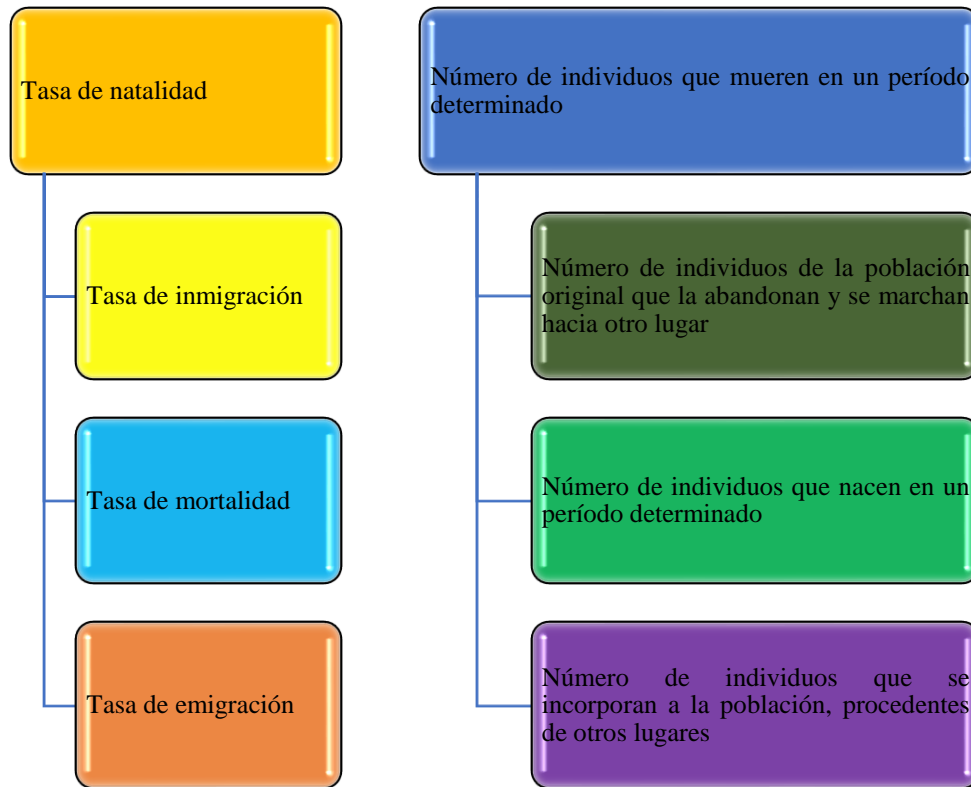 Tasa de natalidad
Tasa de inmigración
Tasa de mortalidad
Tasa de emigración
Número de individuos que mueren en un período
determinado
Número de individuos de la población
original que la abandonan y se marchan
hacia otro lugar
Número de individuos que nacen en un
período determinado
Número de individuos que se
incorporan a la población, procedentes
de otros lugares